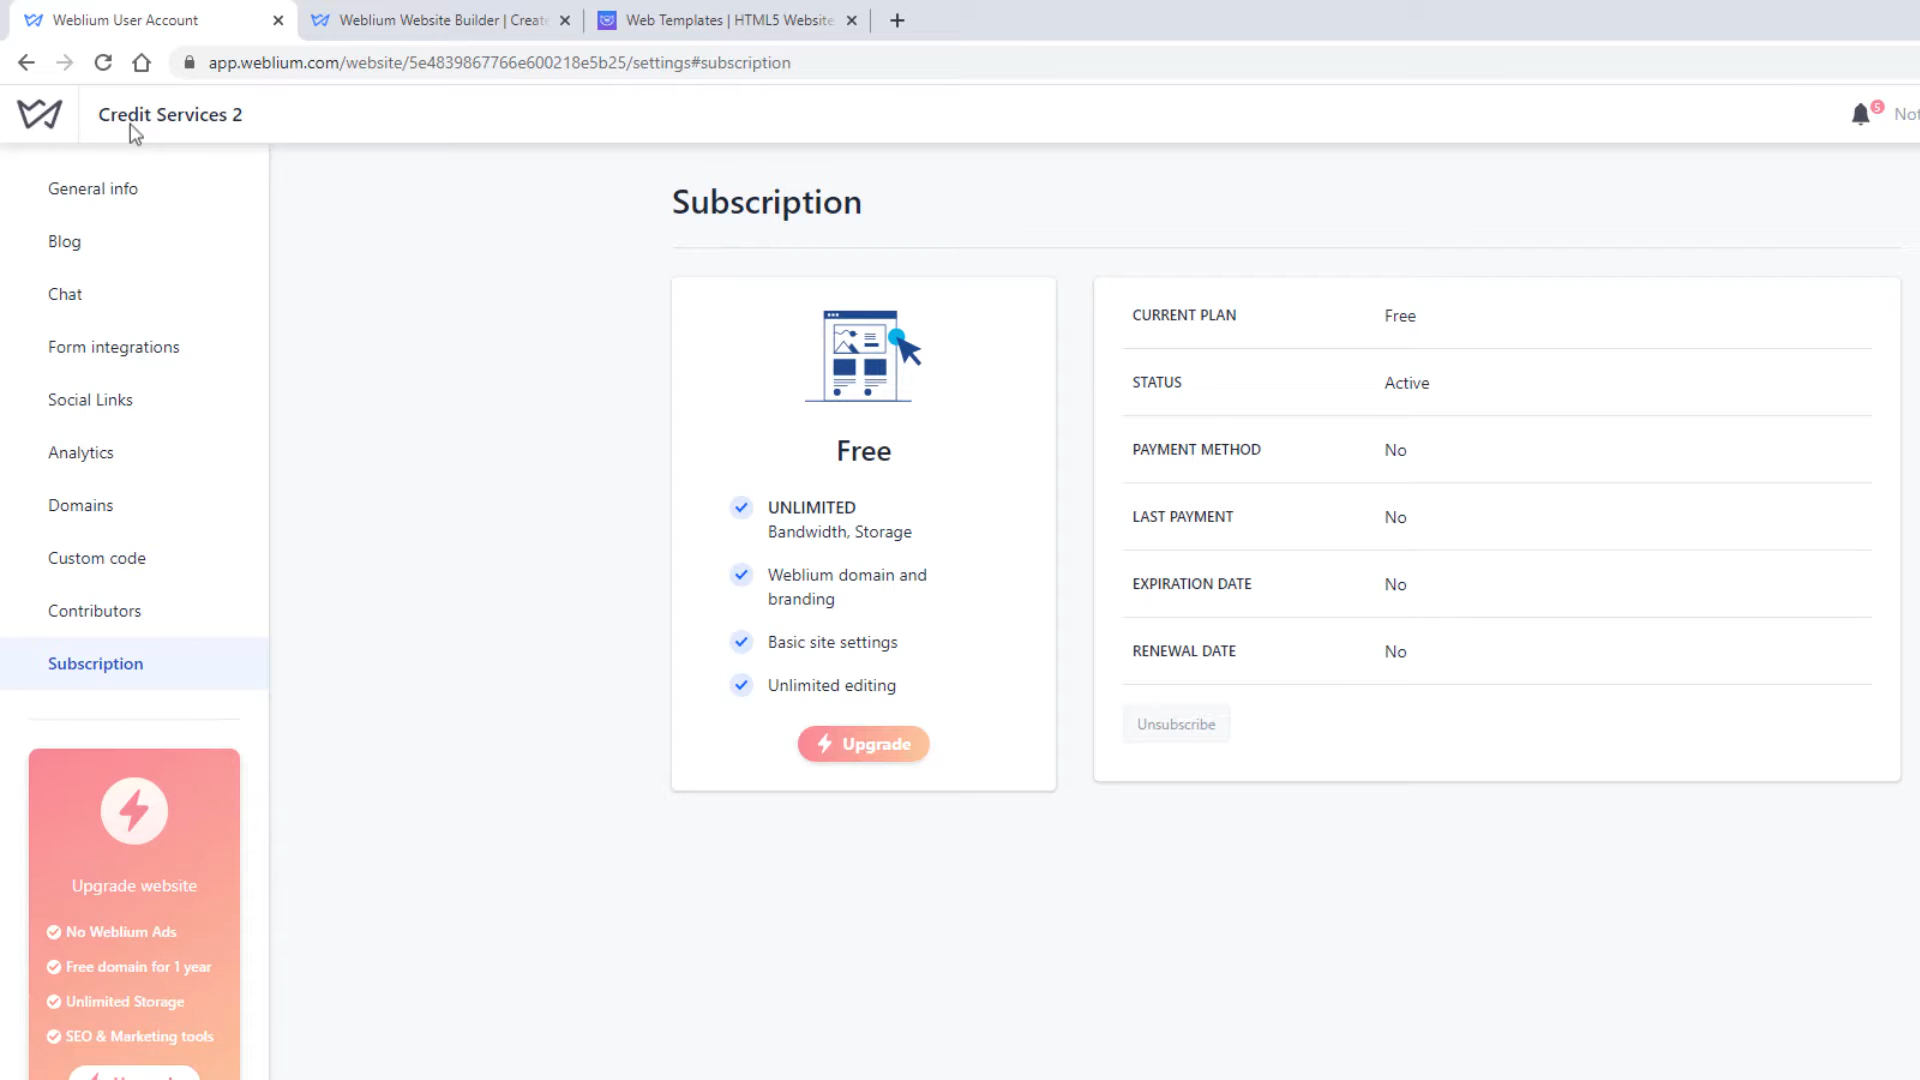 Weblium User Account
Weblium Website Builder | Create
Web Templates | HTML5 Website
app.weblium.com/website/5e4839867766e600218e5b25/settings#subscription
Credit Services 2
5
Not
General info
Blog
Chat
Form integrations
Social Links
Analytics
Domains
Custom code
Contributors
Subscription
Upgrade website
No Weblium Ads
Free domain for 1 year
Unlimited Storage
SEO & Marketing tools
Subscription
Free
UNLIMITED
Bandwidth, Storage
Weblium domain and
branding
Basic site settings
Unlimited editing
Upgrade
CURRENT PLAN Free
STATUS Active
PAYMENT METHOD No
LAST PAYMENT No
EXPIRATION DATE No
RENEWAL DATE No
Unsubscribe